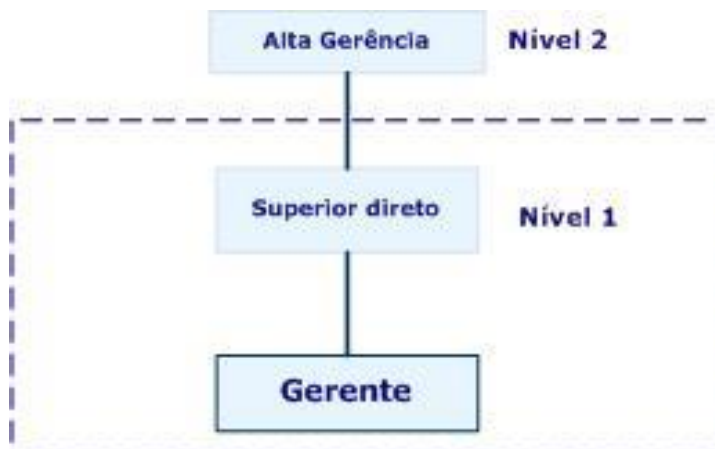 Alta Gerência
Nível 2
Superior direto
Nível 1
Gerente